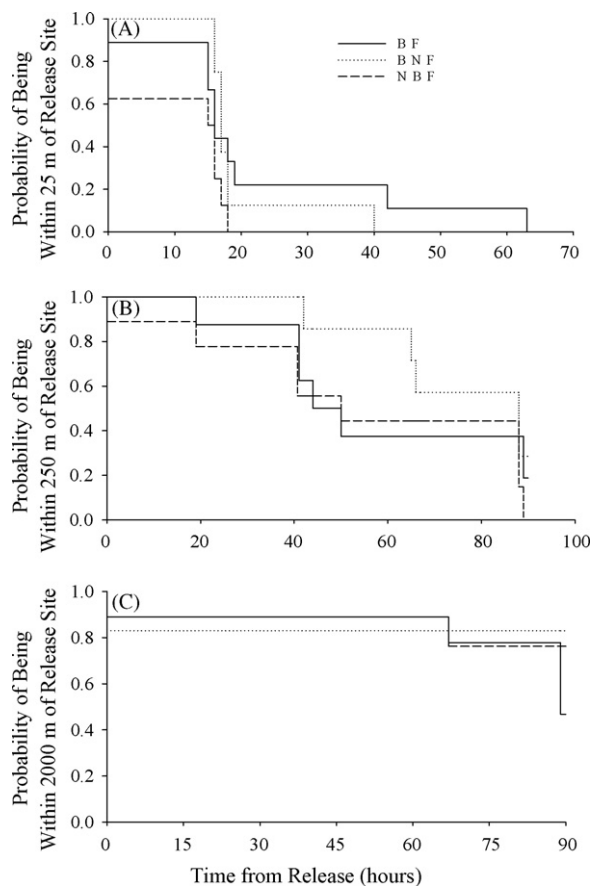 Probability of Being
Within 25 m of Release Site
1.0
0.8
0.6
0.4
0.2
0.0
(A)
B F
B N F
N B F
0 10 20 30 40 50 60 70
Probability of Being
Within 250 m of Release Site
1.0
0.8
0.6
0.4
0.2
0.0
(B)
0 20 40 60 80 100
Probability of Being
Within 2000 m of Release Site
1.0
0.8
0.6
0.4
0.2
0.0
(C)
0 15 30 45 60 75 90
Time from Release (hours)